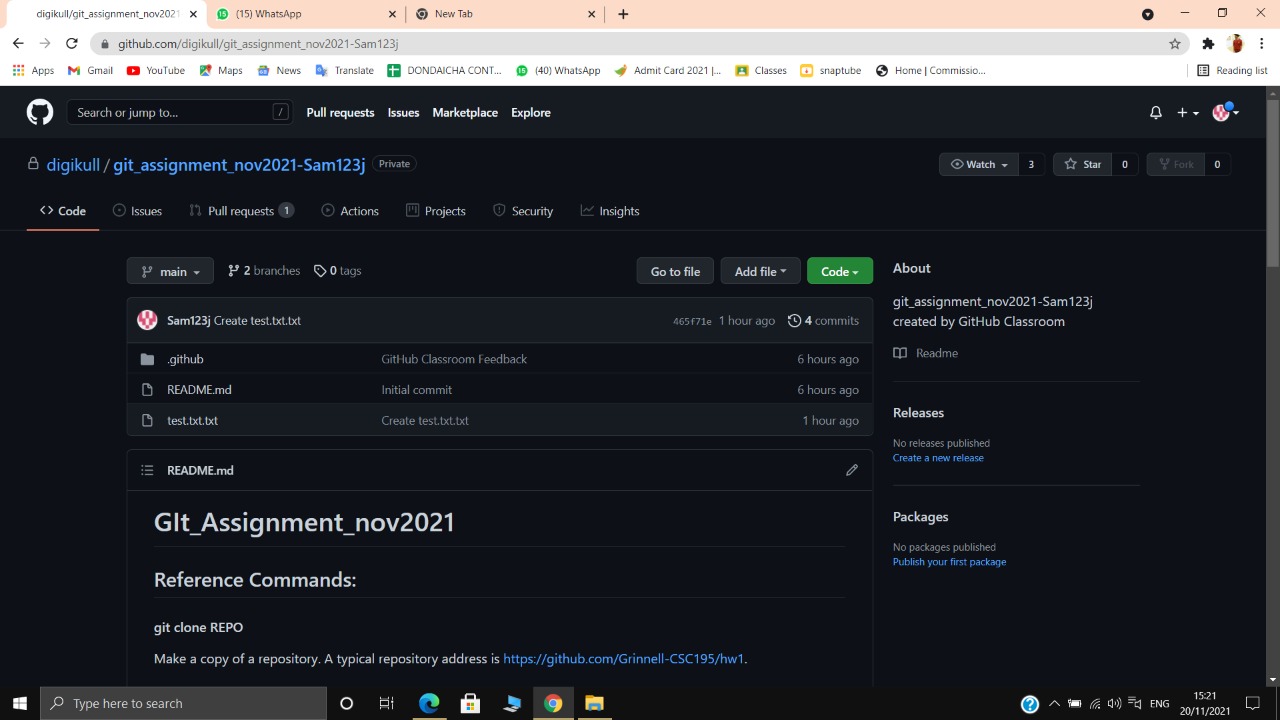 digikull/git_assignment_nov2021
(15) WhatsApp
New Tab
github.com/digikull/git_assignment_nov2021-Sam123j
Apps Gmail YouTube Maps News Translate DONDAICHA CONT... (40) WhatsApp Admit Card 2021 |... Classes snaptube Home | Commissio... Reading list
Search or jump to... / Pull requests Issues Marketplace Explore
digikull / git_assignment_nov2021-Sam123j Private
Watch 3 Star 0 Fork 0
Code Issues Pull requests 1 Actions Projects Security Insights
main 2 branches 0 tags Go to file Add file Code
Sam123j Create test.txt.txt 465f71e 1 hour ago 4 commits
.github GitHub Classroom Feedback 6 hours ago
README.md Initial commit 6 hours ago
test.txt.txt Create test.txt.txt 1 hour ago
README.md
GIt_Assignment_nov2021
Reference Commands:
git clone REPO
Make a copy of a repository. A typical repository address is https://github.com/Grinnell-CSC195/hw1.
About
git_assignment_nov2021-Sam123j
created by GitHub Classroom
Readme
Releases
No releases published
Create a new release
Packages
No packages published
Publish your first package
Type here to search
ENG
15:21
20/11/2021